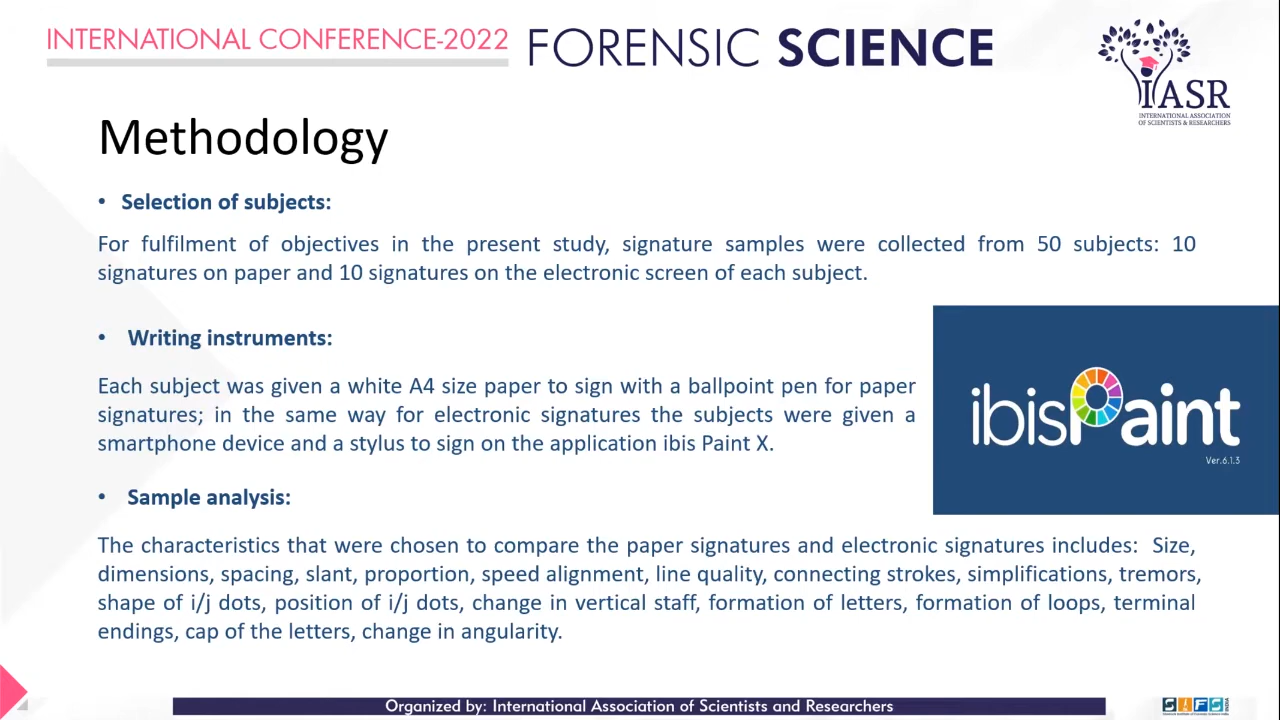 INTERNATIONAL CONFERENCE-2022 FORENSIC SCIENCE
IASR
INTERNATIONAL ASSOCIATION
OF SCIENTISTS & RESEARCHERS
Methodology
• Selection of subjects:
For fulfilment of objectives in the present study, signature samples were collected from 50 subjects: 10
signatures on paper and 10 signatures on the electronic screen of each subject.
• Writing instruments:
Each subject was given a white A4 size paper to sign with a ballpoint pen for paper
signatures; in the same way for electronic signatures the subjects were given a
smartphone device and a stylus to sign on the application ibis Paint X.
ibisPaint
Ver.6.1.3
• Sample analysis:
The characteristics that were chosen to compare the paper signatures and electronic signatures includes: Size,
dimensions, spacing, slant, proportion, speed alignment, line quality, connecting strokes, simplifications, tremors,
shape of i/j dots, position of i/j dots, change in vertical staff, formation of letters, formation of loops, terminal
endings, cap of the letters, change in angularity.
Organized by: International Association of Scientists and Researchers
SIFS
INDIA